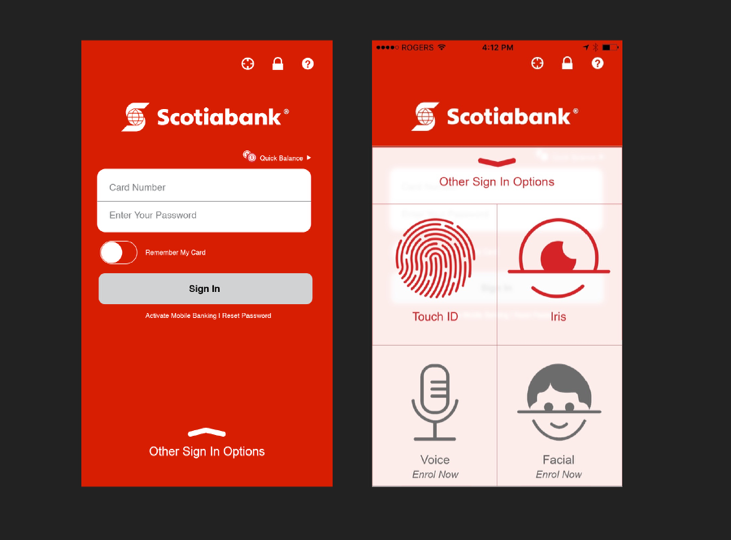 Scotiabank®
Quick Balance
Card Number
Enter Your Password
Remember My Card
Sign In
Activate Mobile Banking | Reset Password
Other Sign In Options
ROGERS 4:12 PM
Scotiabank®
Other Sign In Options
Touch ID
Iris
Voice
Enrol Now
Facial
Enrol Now